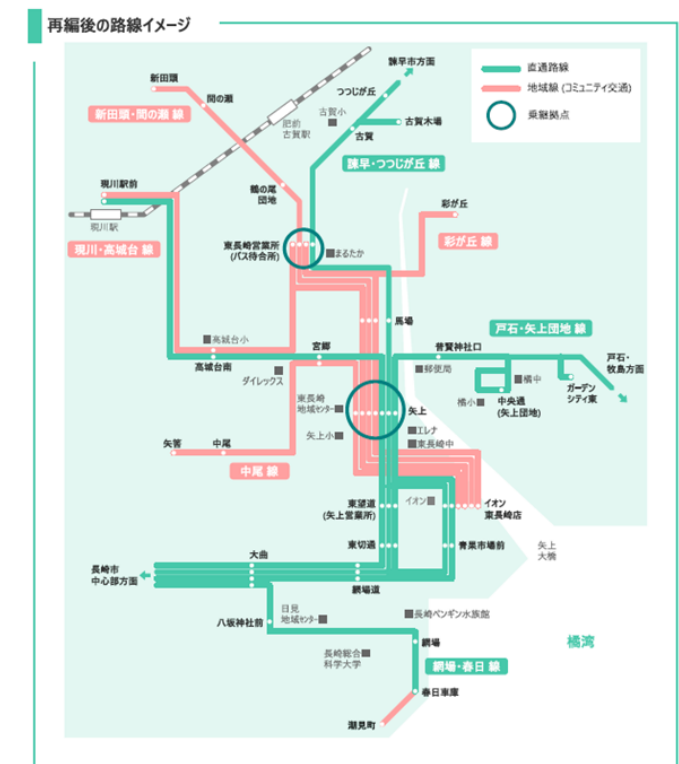 再編後の路線イメージ
直通路線
地域線 (コミュニティ交通)
乗継拠点
諫早市方面
新田頭
間の瀬
つつじが丘
新田頭・間の瀬 線
肥前
古賀駅
古賀小
古賀木場
古賀
諫早・つつじが丘 線
現川駅前
鶴の尾
団地
彩が丘
現川駅
現川・高城台 線
東長崎営業所
(バス待合所)
まるたか
彩が丘 線
馬場
戸石・矢上団地 線
高城台小
宮郷
普賢神社口
戸石・
牧島方面
高城台南
ダイレックス
郵便局
橘中
ガーデン
シティ東
東長崎
地域センター
矢上
橘小
中央通
(矢上団地)
矢上小
エレナ
東長崎中
矢筈
中尾
中尾 線
東望道
(矢上営業所)
イオン
イオン
東長崎店
東切通
青果市場前
矢上
大橋
大曲
長崎市
中心部方面
網場道
八坂神社前
日見
地域センター
長崎ペンギン水族館
網場
橘湾
長崎総合
科学大学
網場・春日 線
春日車庫
潮見町